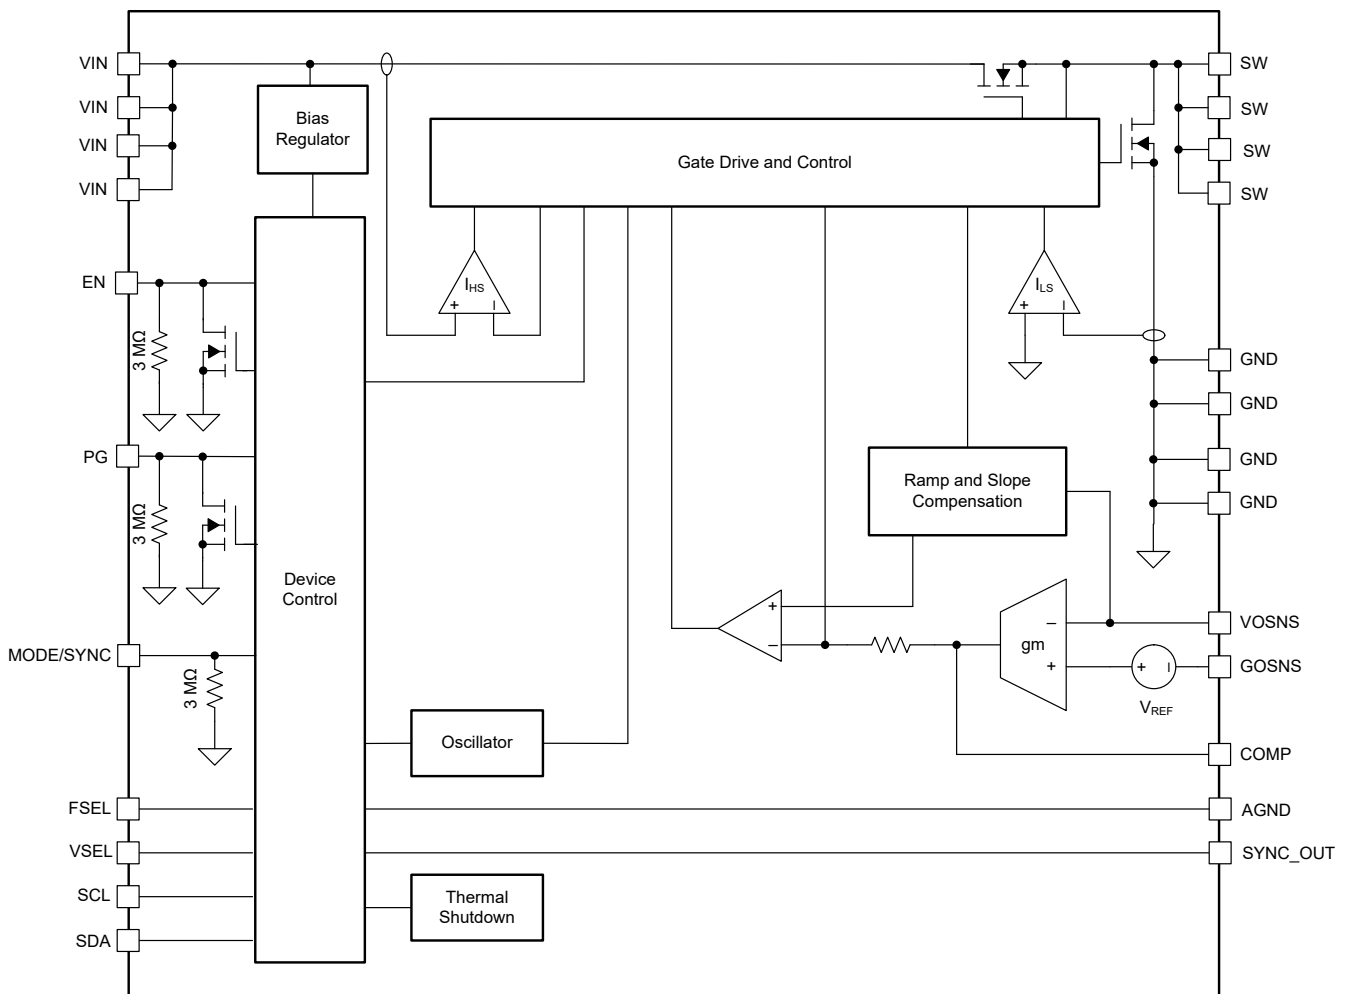 VIN
SW
VIN
SW
Bias
Regulator
VIN
SW
Gate Drive and Control
VIN
SW
EN
IHS
+
–
ILS
+
–
3 MΩ
GND
GND
PG
GND
Ramp and Slope
Compensation
GND
3 MΩ
Device
Control
+
–
–
VOSNS
gm
MODE/SYNC
+
+
–
GOSNS
3 MΩ
VREF
Oscillator
COMP
FSEL
AGND
VSEL
SYNC_OUT
SCL
Thermal
Shutdown
SDA